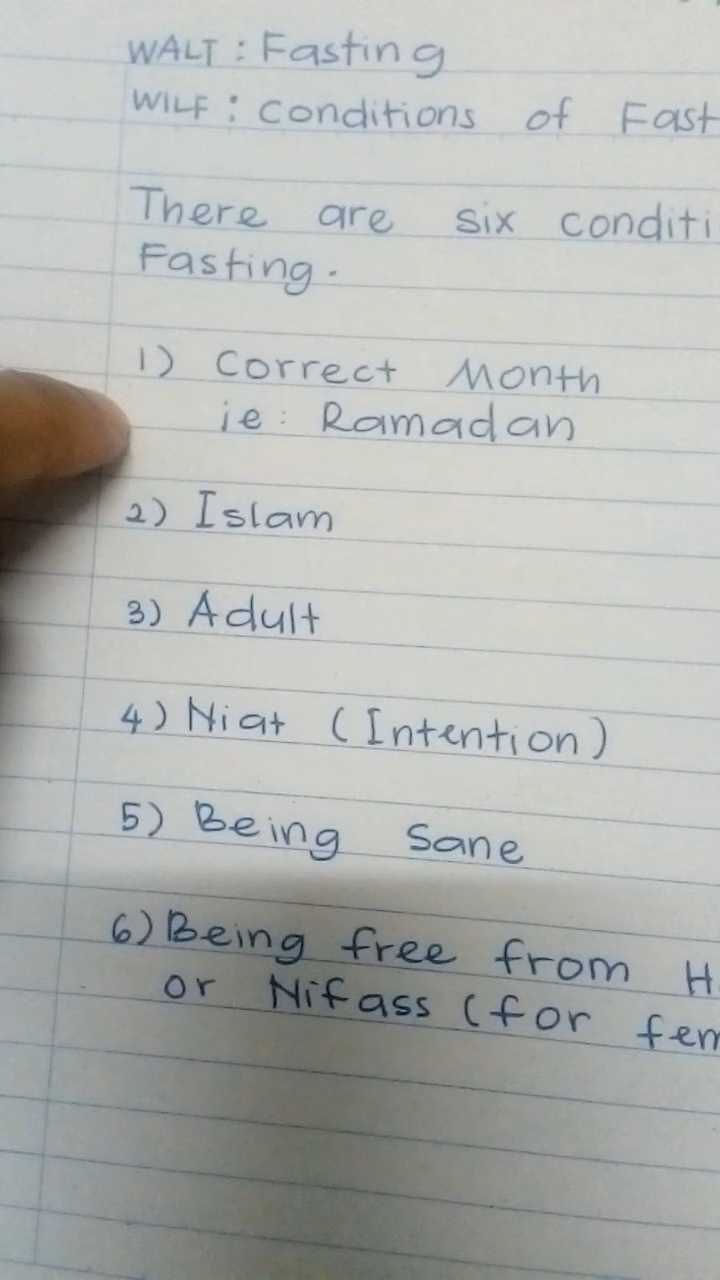 WALT : Fasting
WILF : conditions of Fast
There are six conditi
Fasting.
1) Correct Month
ie : Ramadan
2) Islam
3) Adult
4) Niat (Intention)
5) Being Sane
6) Being free from H
or Nifass (for fem